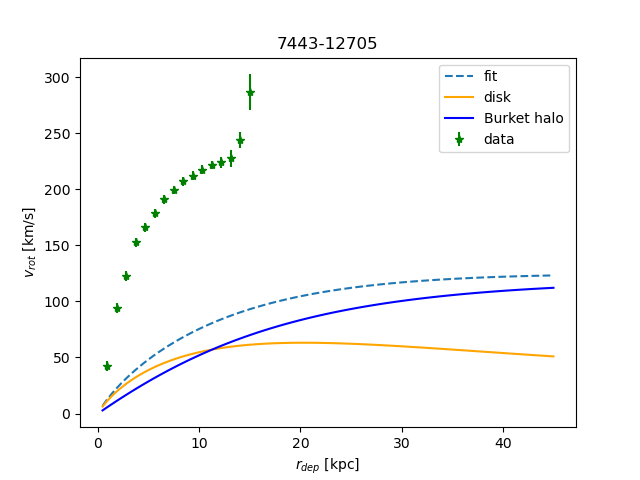 7443-12705
300
250
200
150
100
50
0
v_rot [km/s]
fit
disk
Burket halo
data
0 10 20 30 40
r_dep [kpc]